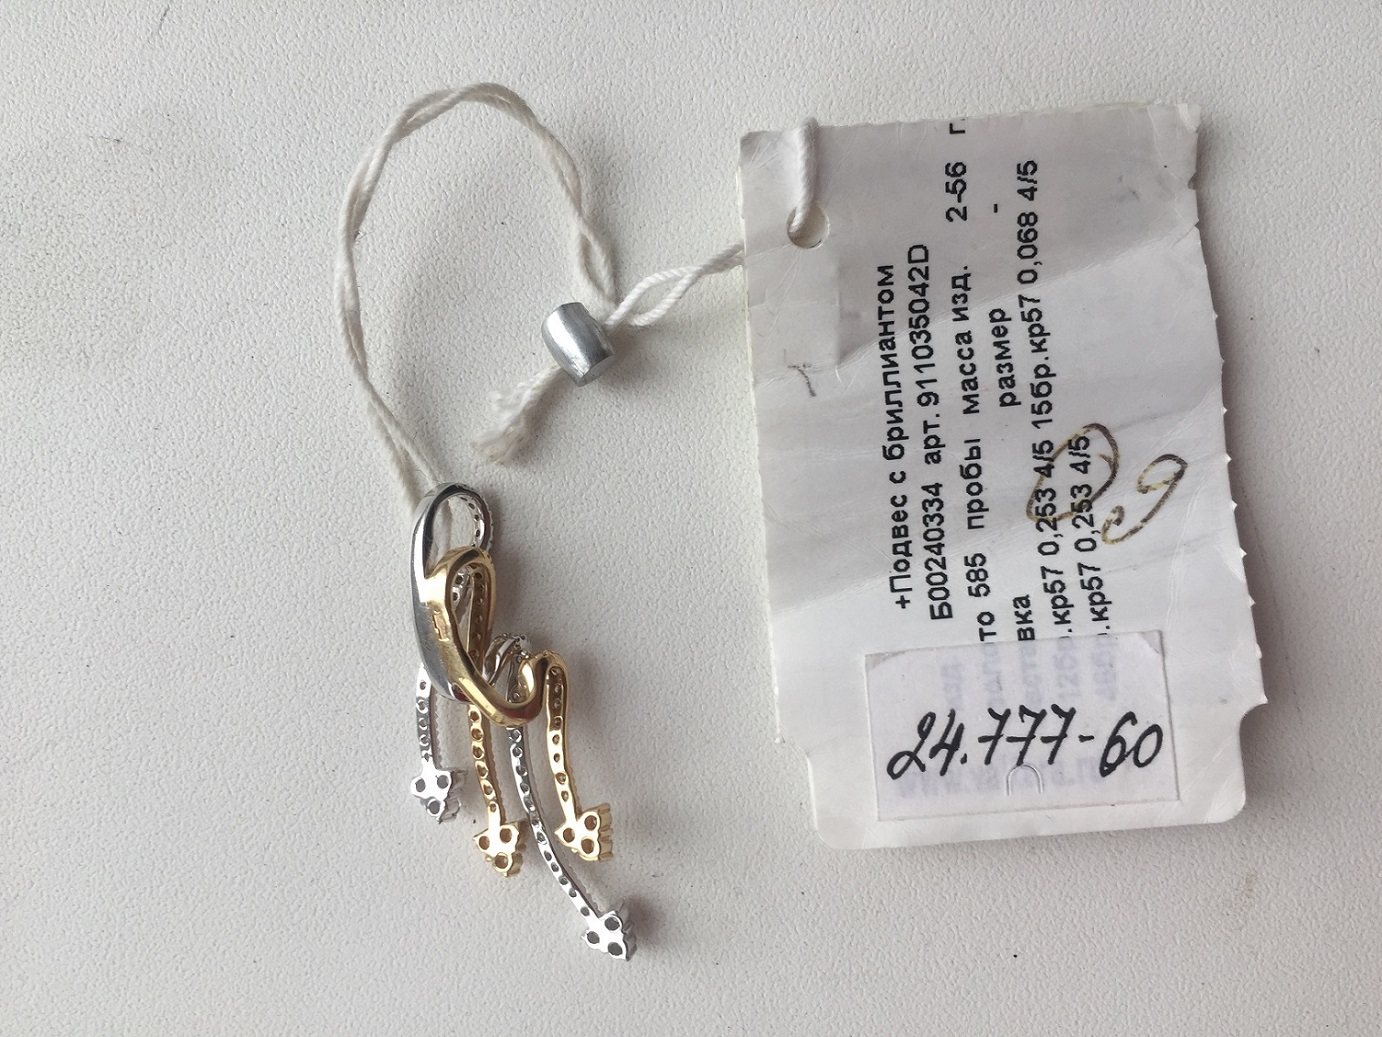 +Подвес с бриллиантом
Б00240334 арт. 911035042D
то 585 пробы масса изд. 2-56 г.
вка размер -
.кр57 0,253 4/5 15бр.кр57 0,068 4/5
.кр57 0,253 4/5
9
24.777-60